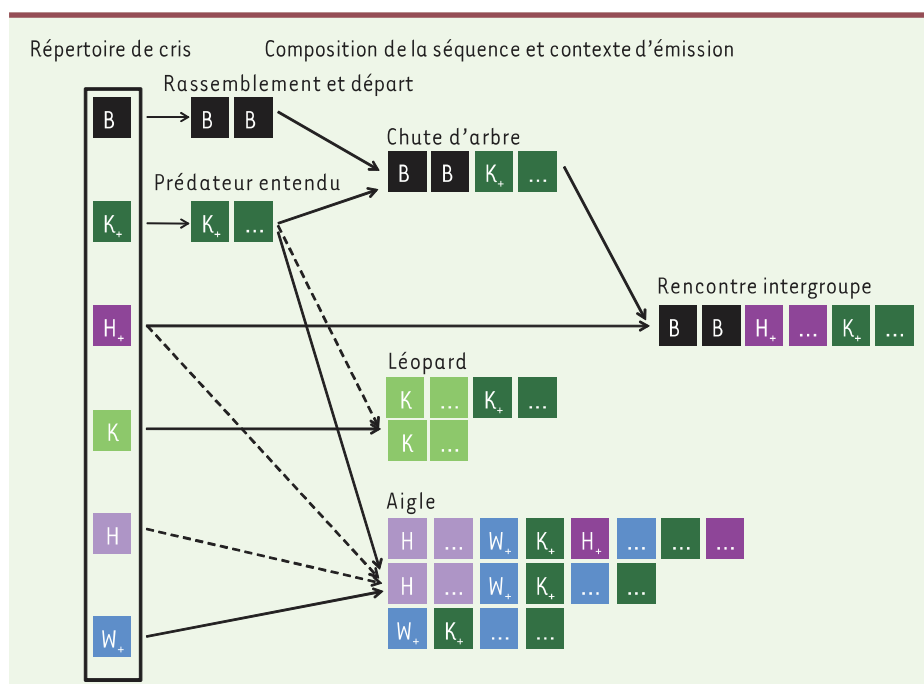 Répertoire de cris
Composition de la séquence et contexte d’émission
Rassemblement et départ
B
B B
Chute d’arbre
B B K+ ...
Prédateur entendu
K+
K+ ...
Rencontre intergroupe
H+
B B H+ ... K+ ...
Léopard
K ... K+ ...
K
K ...
Aigle
H
H ... W+ K+ H+ ... ... ...
H ... W+ K+ ... ...
W+
W+ K+ ... ...